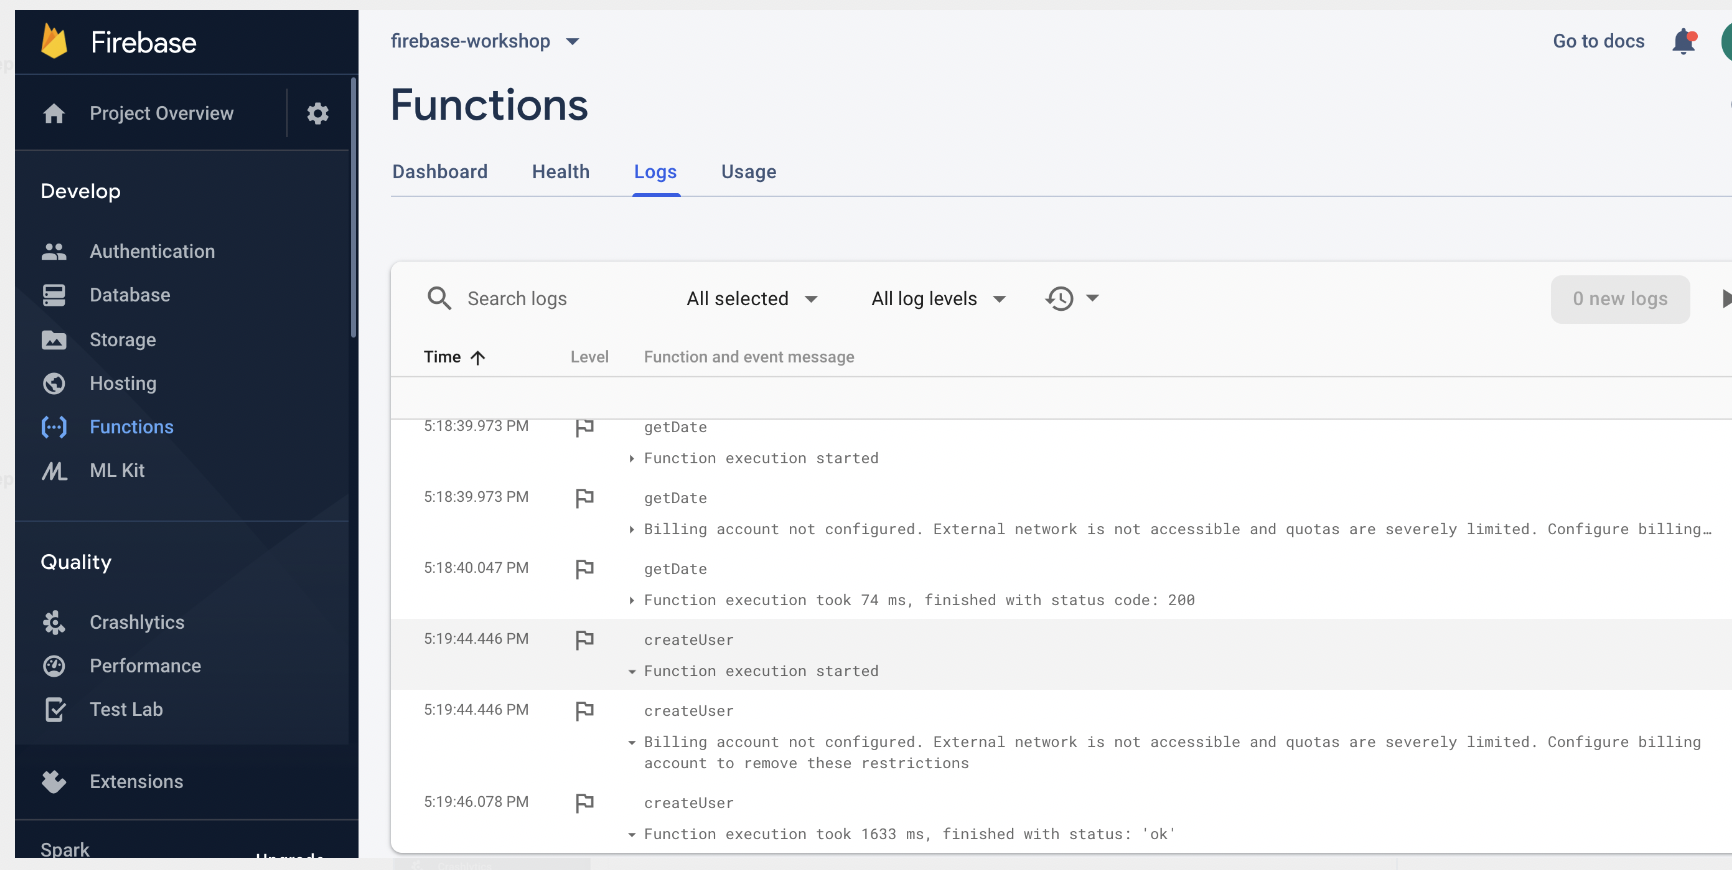 Firebase
Project Overview
Develop
Authentication
Database
Storage
Hosting
Functions
ML Kit
Quality
Crashlytics
Performance
Test Lab
Extensions
Spark
Upgrade
firebase-workshop
Go to docs
Functions
Dashboard Health Logs Usage
Search logs All selected All log levels 0 new logs
Time Level Function and event message
5:18:39.973 PM getDate
Function execution started
5:18:39.973 PM getDate
Billing account not configured. External network is not accessible and quotas are severely limited. Configure billing…
5:18:40.047 PM getDate
Function execution took 74 ms, finished with status code: 200
5:19:44.446 PM createUser
Function execution started
5:19:44.446 PM createUser
Billing account not configured. External network is not accessible and quotas are severely limited. Configure billing
account to remove these restrictions
5:19:46.078 PM createUser
Function execution took 1633 ms, finished with status: 'ok'